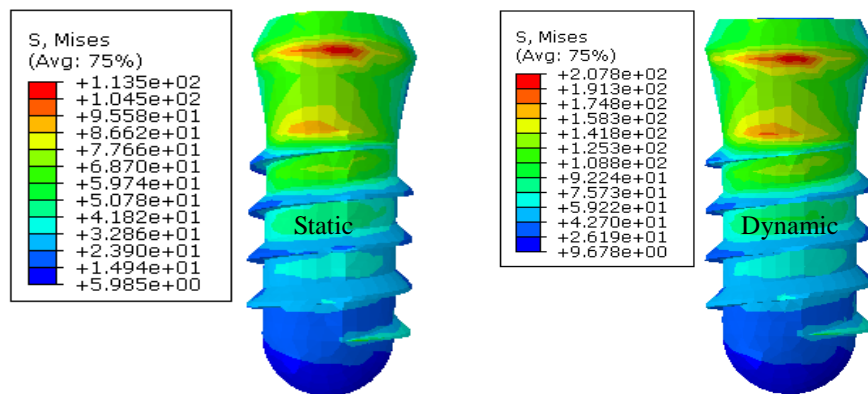 S, Mises
(Avg: 75%)
+1.135e+02
+1.045e+02
+9.558e+01
+8.662e+01
+7.766e+01
+6.870e+01
+5.974e+01
+5.078e+01
+4.182e+01
+3.286e+01
+2.390e+01
+1.494e+01
+5.985e+00
Static
S, Mises
(Avg: 75%)
+2.078e+02
+1.913e+02
+1.748e+02
+1.583e+02
+1.418e+02
+1.253e+02
+1.088e+02
+9.224e+01
+7.573e+01
+5.922e+01
+4.270e+01
+2.619e+01
+9.678e+00
Dynamic